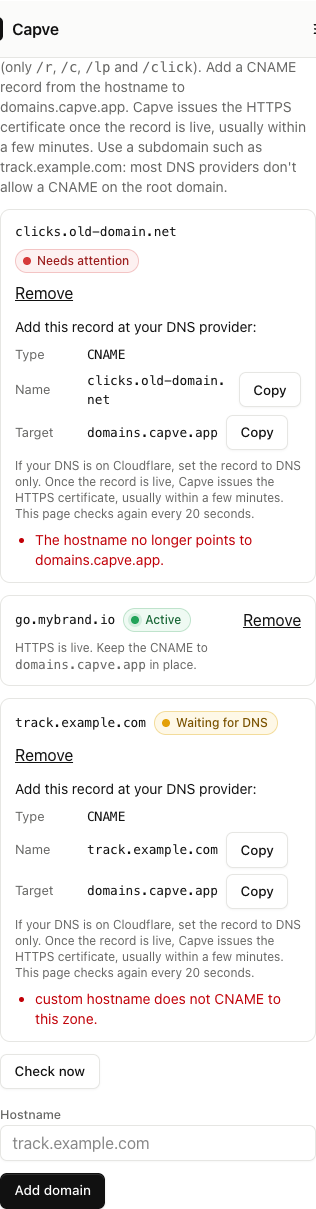 Capve
(only /r, /c, /lp and /click). Add a CNAME
record from the hostname to
domains.capve.app. Capve issues the HTTPS
certificate once the record is live, usually within
a few minutes. Use a subdomain such as
track.example.com: most DNS providers don't
allow a CNAME on the root domain.
clicks.old-domain.net
Needs attention
Remove
Add this record at your DNS provider:
Type CNAME
Name clicks.old-domain.
net Copy
Target domains.capve.app Copy
If your DNS is on Cloudflare, set the record to DNS
only. Once the record is live, Capve issues the
HTTPS certificate, usually within a few minutes.
This page checks again every 20 seconds.
• The hostname no longer points to
domains.capve.app.
go.mybrand.io Active Remove
HTTPS is live. Keep the CNAME to
domains.capve.app in place.
track.example.com Waiting for DNS
Remove
Add this record at your DNS provider:
Type CNAME
Name track.example.com Copy
Target domains.capve.app Copy
If your DNS is on Cloudflare, set the record to DNS
only. Once the record is live, Capve issues the
HTTPS certificate, usually within a few minutes.
This page checks again every 20 seconds.
• custom hostname does not CNAME to
this zone.
Check now
Hostname
track.example.com
Add domain